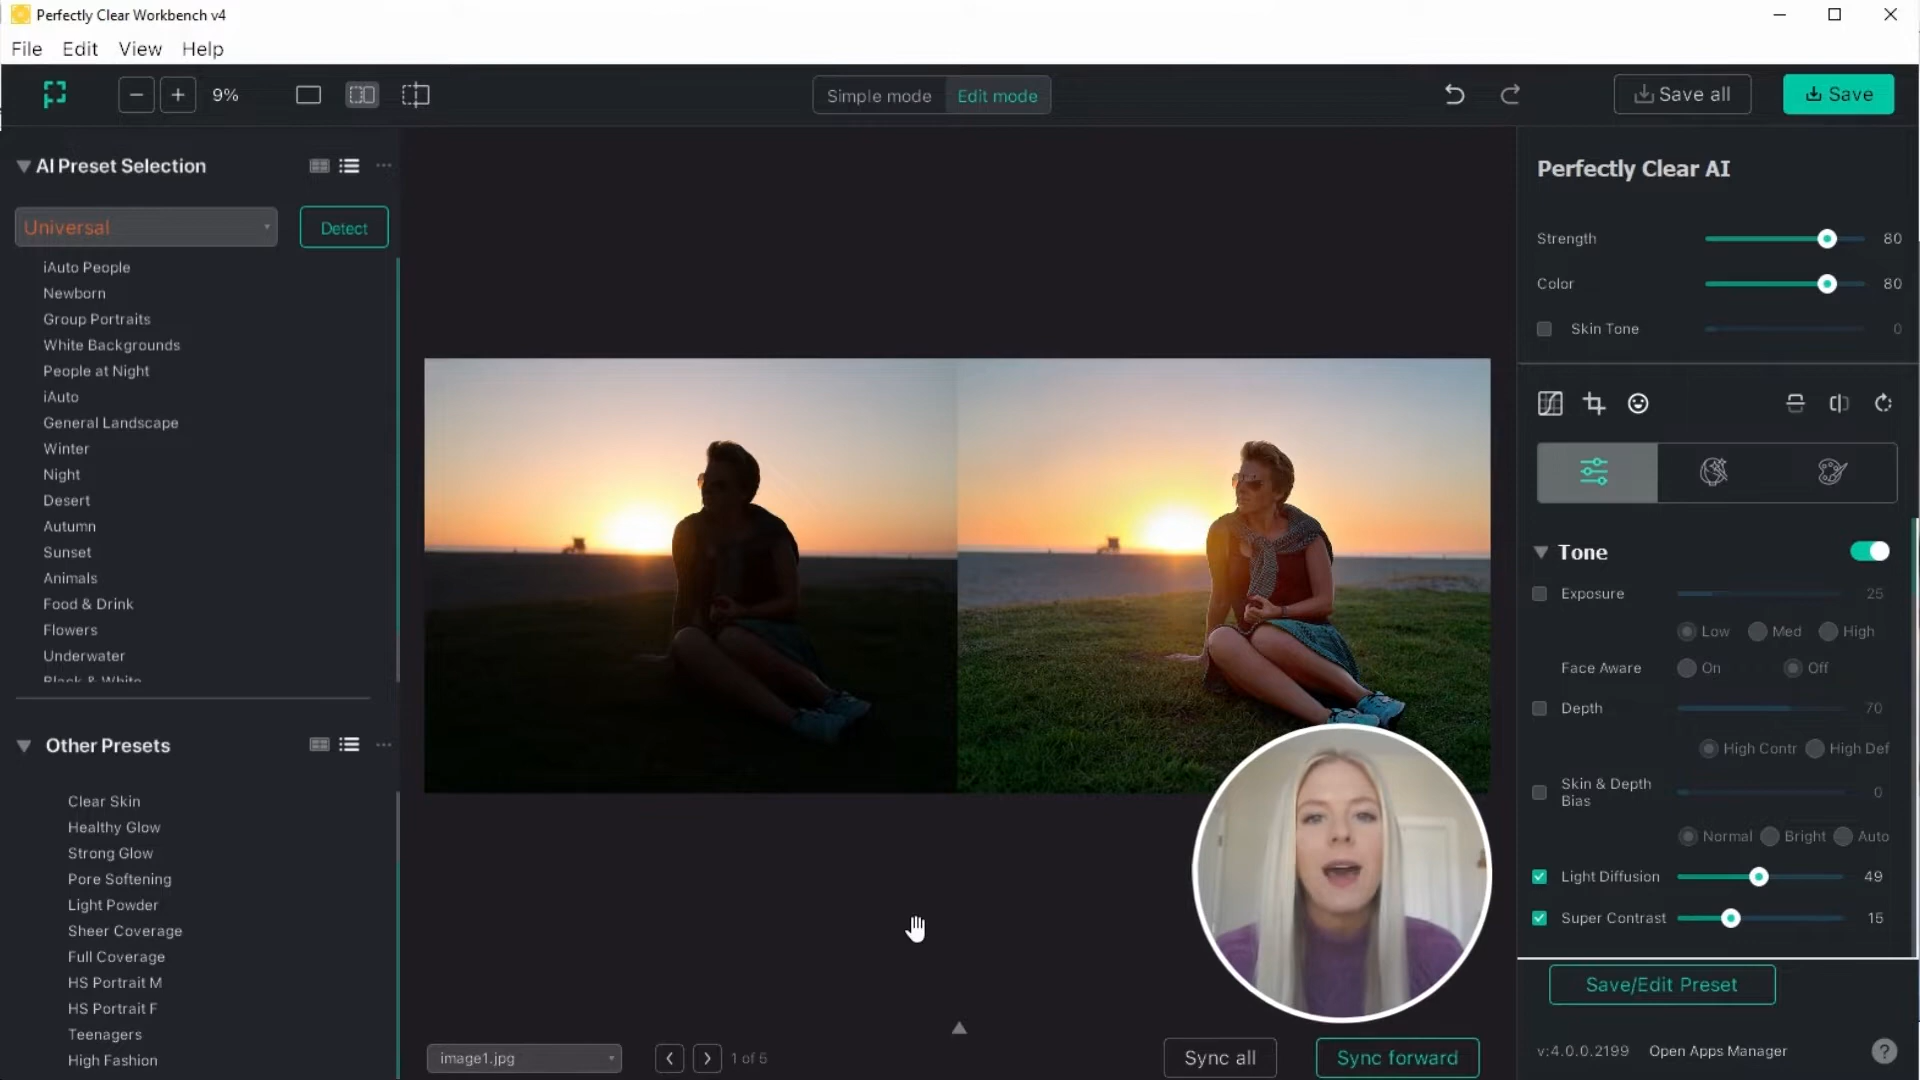 Perfectly Clear Workbench v4
File Edit View Help
9%
Simple mode Edit mode
Save all Save
AI Preset Selection
Universal Detect
iAuto People
Newborn
Group Portraits
White Backgrounds
People at Night
iAuto
General Landscape
Winter
Night
Desert
Autumn
Sunset
Animals
Food & Drink
Flowers
Underwater
Black & White
Other Presets
Clear Skin
Healthy Glow
Strong Glow
Pore Softening
Light Powder
Sheer Coverage
Full Coverage
HS Portrait M
HS Portrait F
Teenagers
High Fashion
image1.jpg 1 of 5
Sync all Sync forward
Perfectly Clear AI
Strength 80
Color 80
Skin Tone 0
Tone
Exposure 25
Low Med High
Face Aware On Off
Depth 70
High Contr High Def
Skin & Depth
Bias 0
Normal Bright Auto
Light Diffusion 49
Super Contrast 15
Save/Edit Preset
v:4.0.0.2199 Open Apps Manager ?